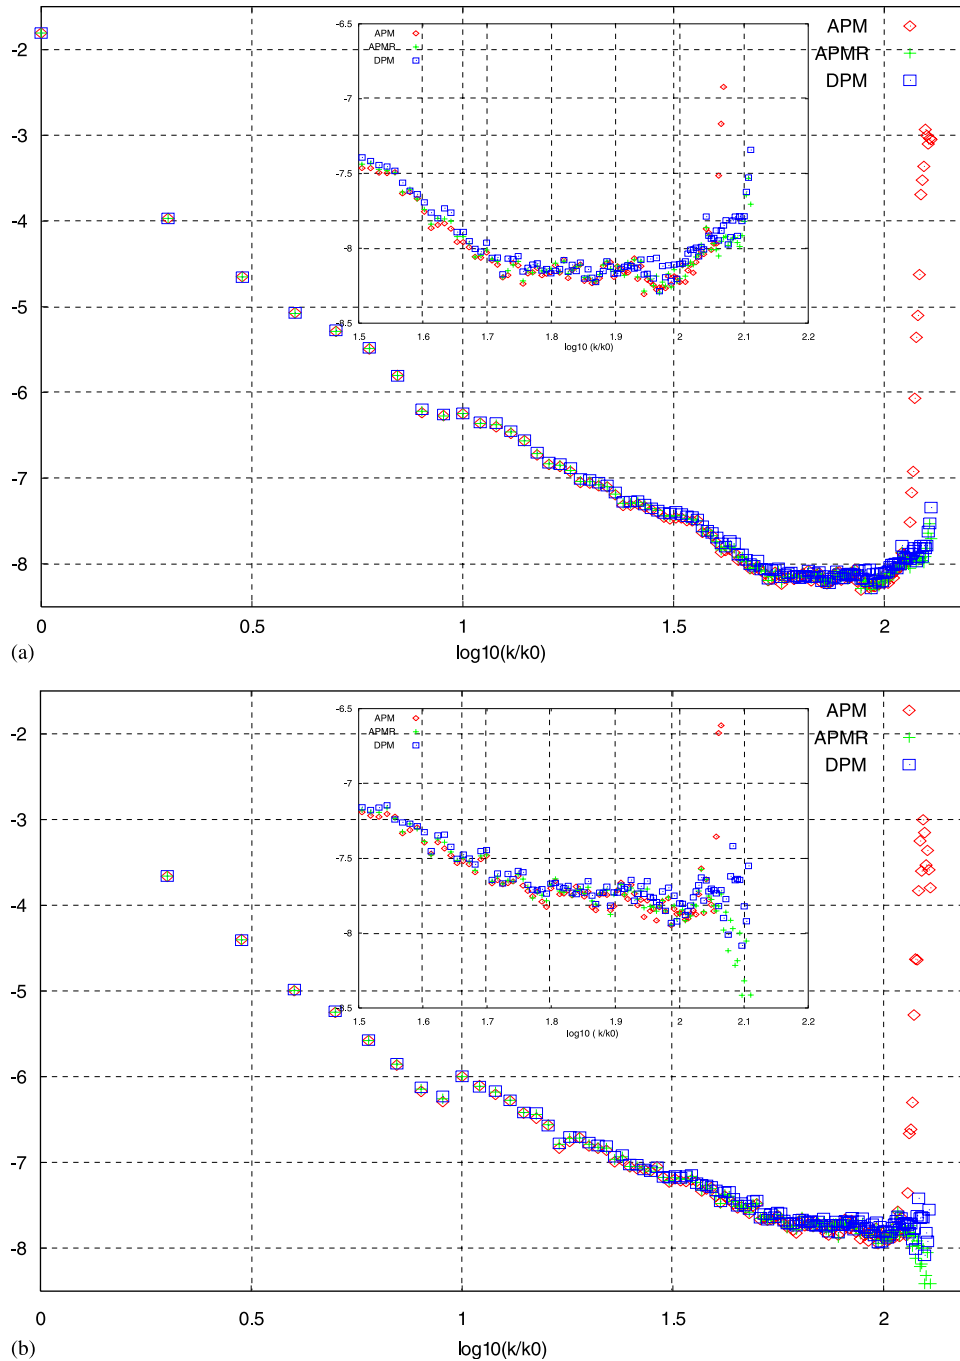 APM
APMR
DPM
-2
-3
-4
-5
-6
-7
-8
-6.5
-7
-7.5
-8
-8.5
APM
APMR
DPM
1.5 1.6 1.7 1.8 1.9 2 2.1 2.2
log10 (k/k0)
0 0.5 1 1.5 2
(a) log10(k/k0)
APM
APMR
DPM
-2
-3
-4
-5
-6
-7
-8
-6.5
-7
-7.5
-8
-8.5
APM
APMR
DPM
1.5 1.6 1.7 1.8 1.9 2 2.1 2.2
log10 ( k/k0)
0 0.5 1 1.5 2
(b) log10(k/k0)